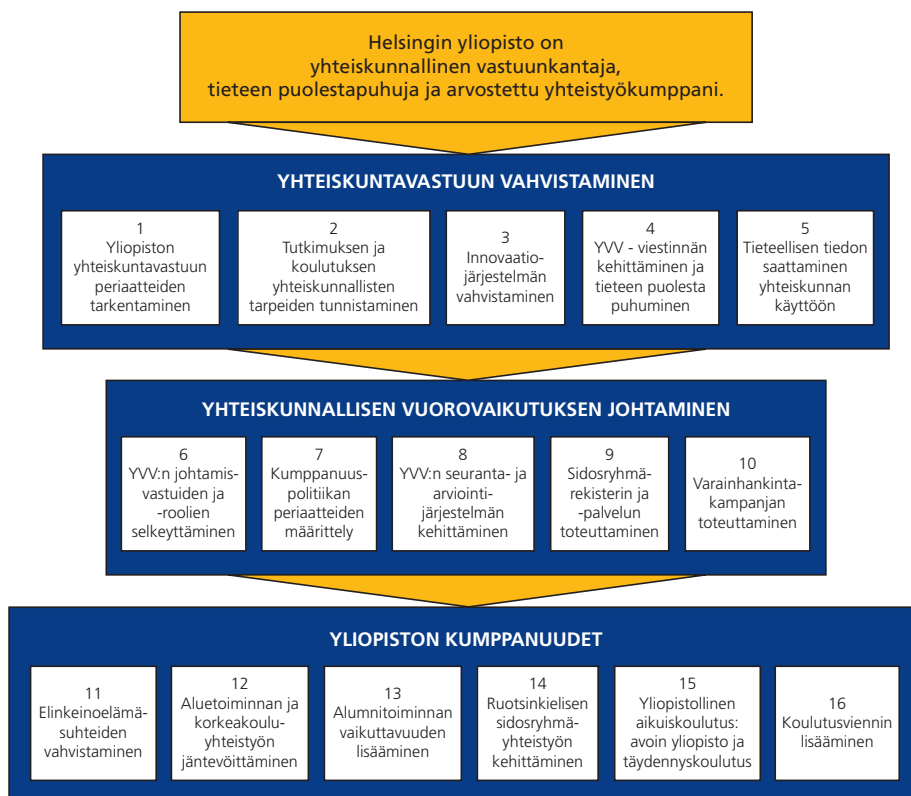 Helsingin yliopisto on
yhteiskunnallinen vastuunkantaja,
tieteen puolestapuhuja ja arvostettu yhteistyökumppani.
YHTEISKUNTAVASTUUN VAHVISTAMINEN
1
Yliopiston
yhteiskuntavastuun
periaatteiden
tarkentaminen
2
Tutkimuksen ja
koulutuksen
yhteiskunnallisten
tarpeiden tunnistaminen
3
Innovaatio-
järjestelmän
vahvistaminen
4
YVV - viestinnän
kehittäminen ja
tieteen puolesta
puhuminen
5
Tieteellisen tiedon
saattaminen
yhteiskunnan
käyttöön
YHTEISKUNNALLISEN VUOROVAIKUTUKSEN JOHTAMINEN
6
YVV:n johtamis-
vastuiden ja
-roolien
selkeyttäminen
7
Kumppanuus-
politiikan
periaatteiden
määrittely
8
YVV:n seuranta- ja
arviointi-
järjestelmän
kehittäminen
9
Sidosryhmä-
rekisterin ja
-palvelun
toteuttaminen
10
Varainhankinta-
kampanjan
toteuttaminen
YLIOPISTON KUMPPANUUDET
11
Elinkeinoelämä-
suhteiden
vahvistaminen
12
Aluetoiminnan ja
korkeakoulu-
yhteistyön
jäntevöittäminen
13
Alumnitoiminnan
vaikuttavuuden
lisääminen
14
Ruotsinkielisen
sidosryhmä-
yhteistyön
kehittäminen
15
Yliopistollinen
aikuiskoulutus:
avoin yliopisto ja
täydennyskoulutus
16
Koulutusviennin
lisääminen